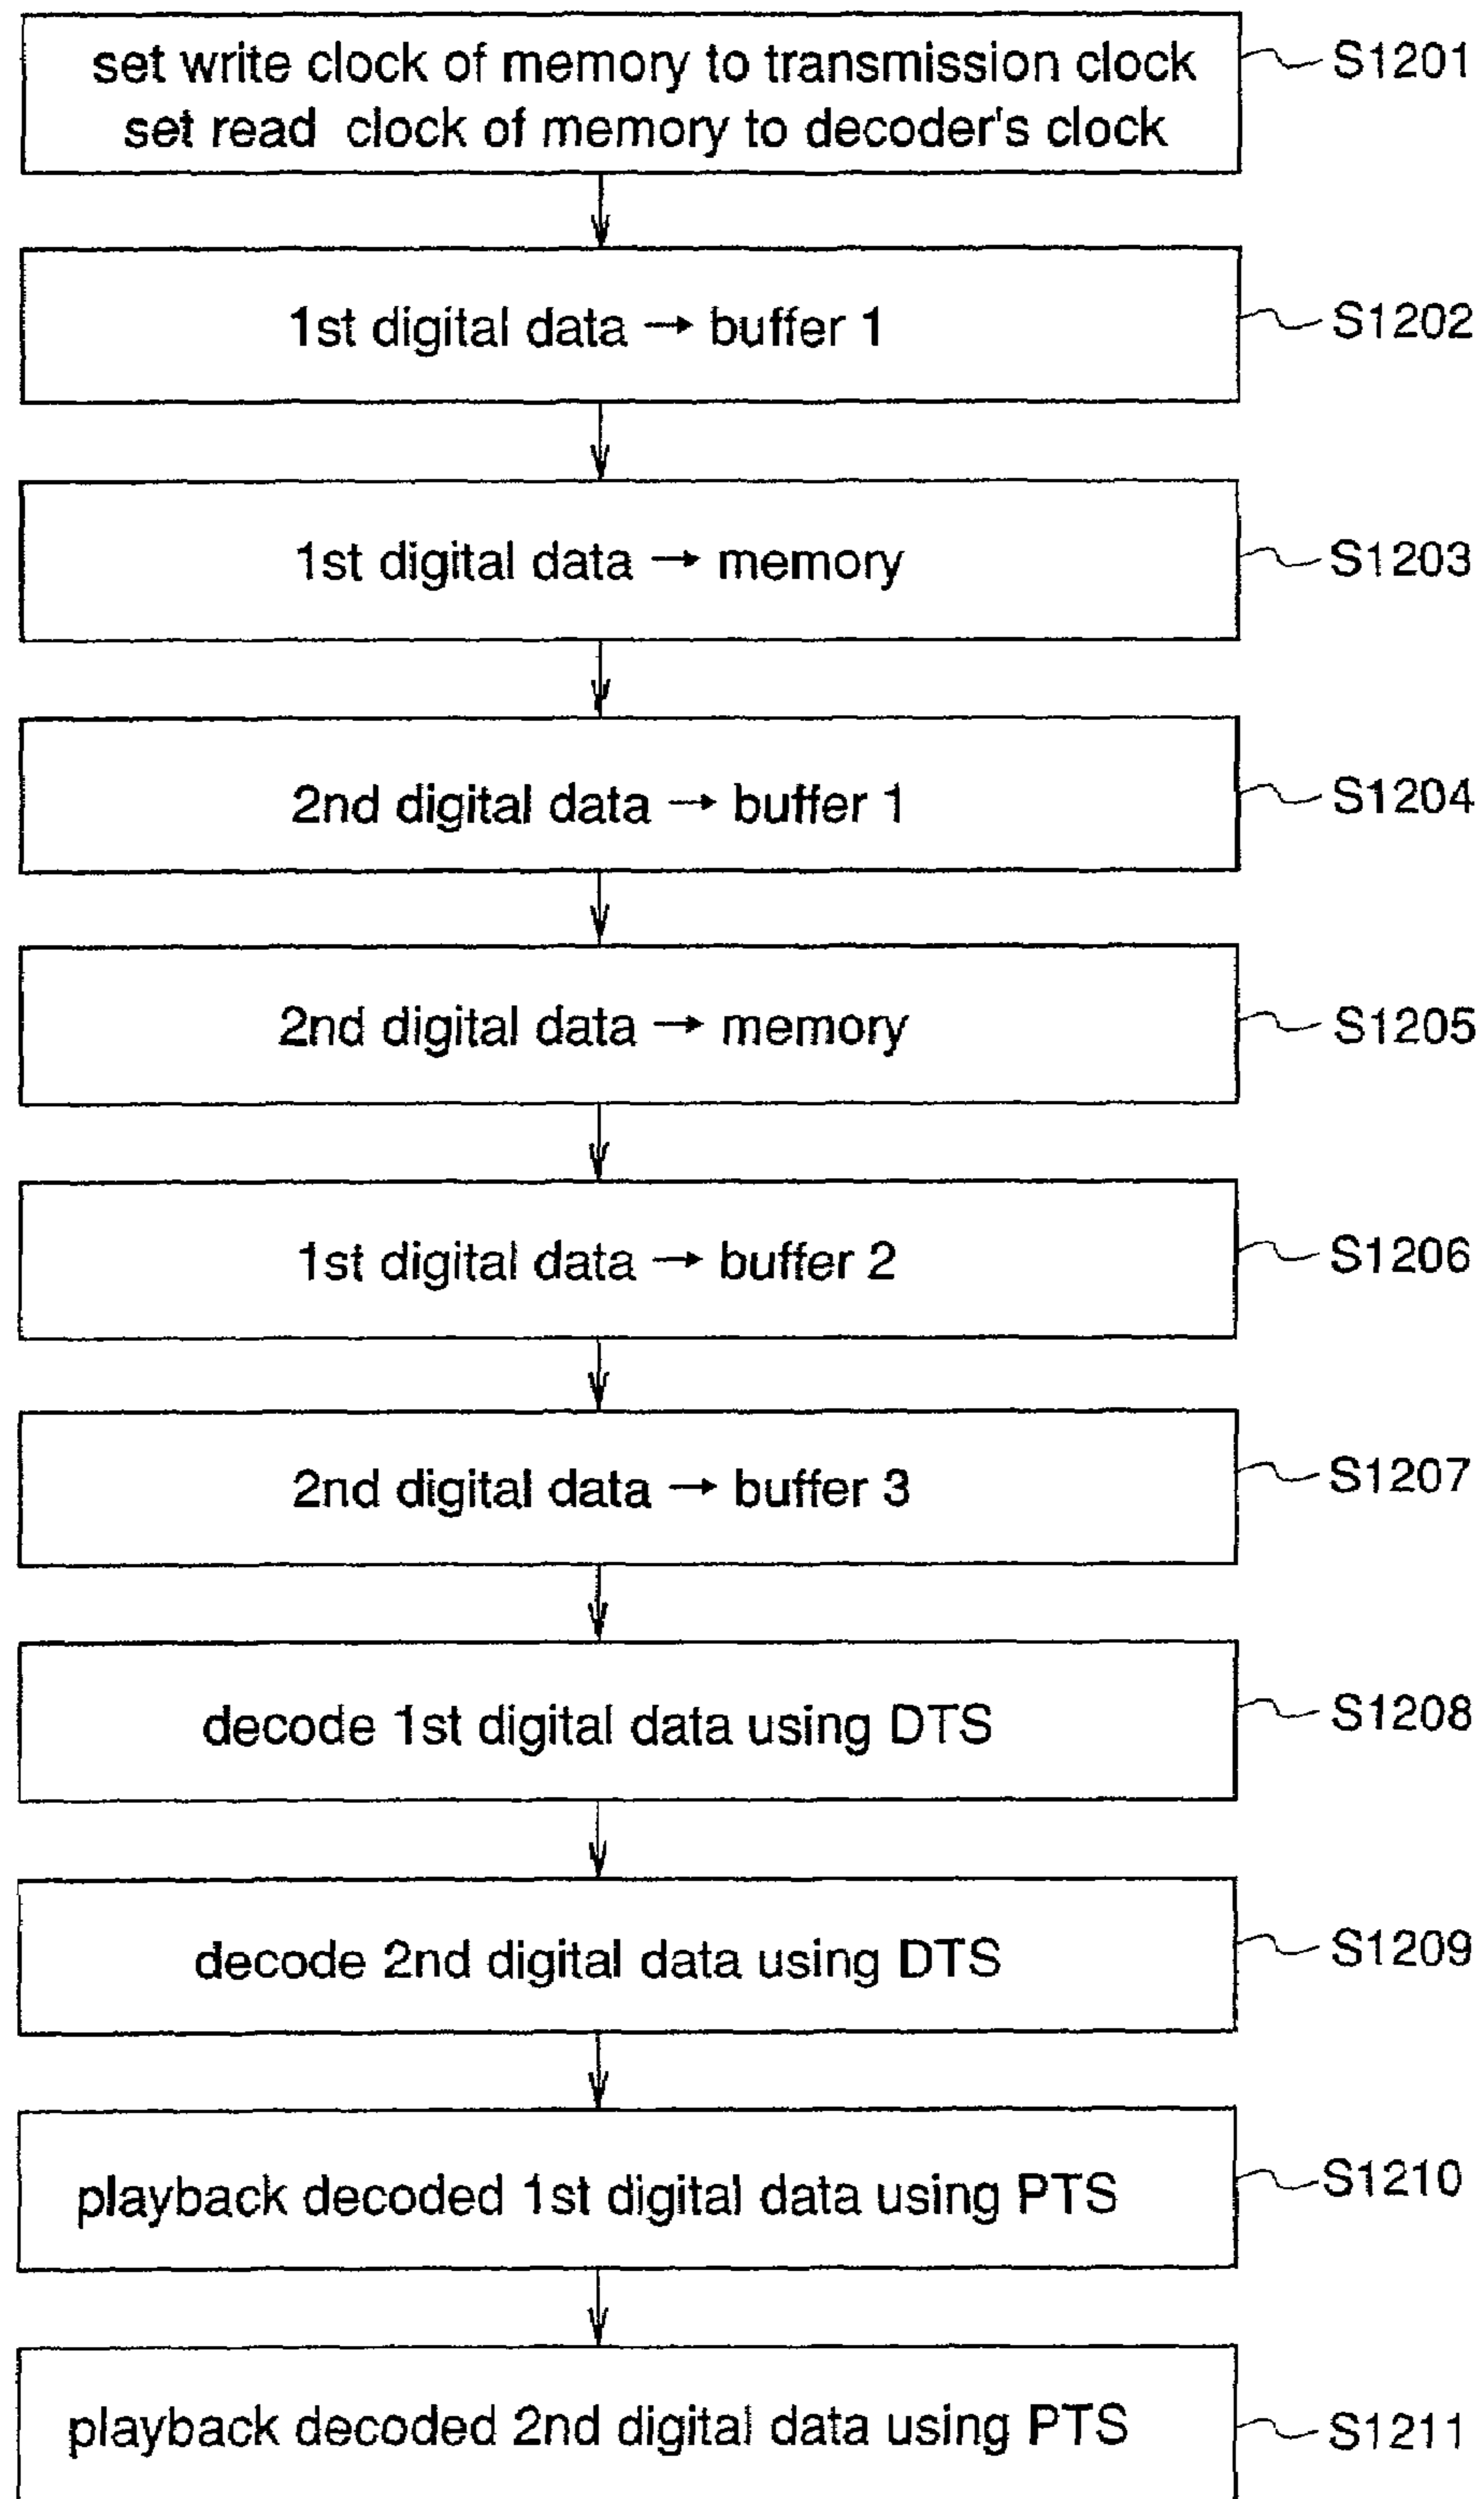 set write clock of memory to transmission clock
set read clock of memory to decoder's clock
S1201
1st digital data → buffer 1
S1202
1st digital data → memory
S1203
2nd digital data → buffer 1
S1204
2nd digital data → memory
S1205
1st digital data → buffer 2
S1206
2nd digital data → buffer 3
S1207
decode 1st digital data using DTS
S1208
decode 2nd digital data using DTS
S1209
playback decoded 1st digital data using PTS
S1210
playback decoded 2nd digital data using PTS
S1211